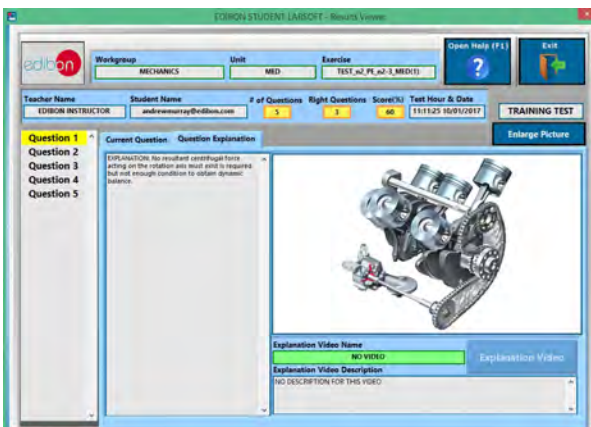 EDIBON STUDENT LABSOFT - Results Viewer
edibon
Workgroup
MECHANICS
Unit
MED
Exercise
TEST_n2_PE_n2-3_MED(1)
Open Help (F1)
?
Exit
Teacher Name
EDIBON INSTRUCTOR
Student Name
andrewmurray@edibon.com
# of Questions
5
Right Questions
3
Score(%)
60
Test Hour & Date
11:11:25 10/01/2017
TRAINING TEST
Enlarge Picture
Question 1
Question 2
Question 3
Question 4
Question 5
Current Question
Question Explanation
EXPLANATION: No resultant centrifugal force
acting on the rotation axis must exist is required
but not enough condition to obtain dynamic
balance.
Explanation Video Name
NO VIDEO
Explanation Video
Explanation Video Description
NO DESCRIPTION FOR THIS VIDEO